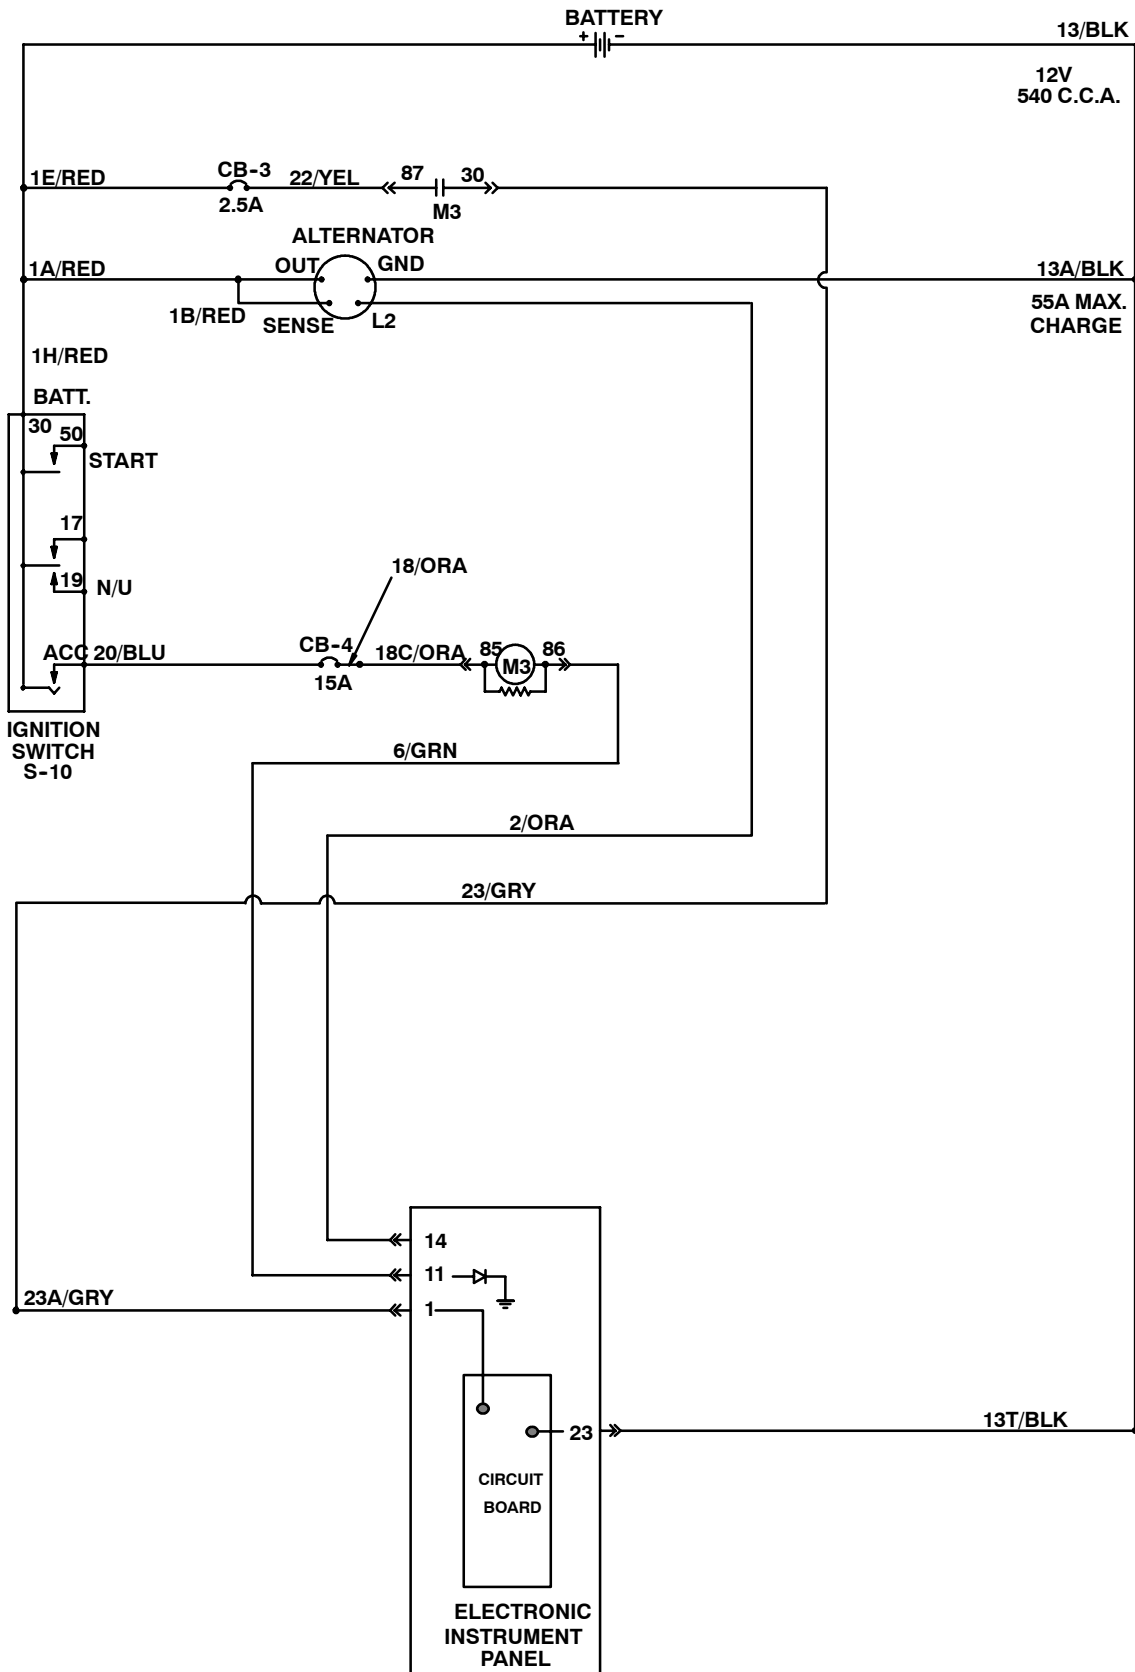 BATTERY
+ −
13/BLK
12V
540 C.C.A.
1E/RED
CB-3
2.5A
22/YEL
87
M3
30
ALTERNATOR
1A/RED
OUT
GND
13A/BLK
1B/RED
SENSE
L2
55A MAX.
CHARGE
1H/RED
BATT.
30
50
START
17
19
N/U
18/ORA
ACC
20/BLU
CB-4
15A
18C/ORA
85
M3
86
IGNITION
SWITCH
S-10
6/GRN
2/ORA
23/GRY
14
11
23A/GRY
1
23
13T/BLK
CIRCUIT
BOARD
ELECTRONIC
INSTRUMENT
PANEL